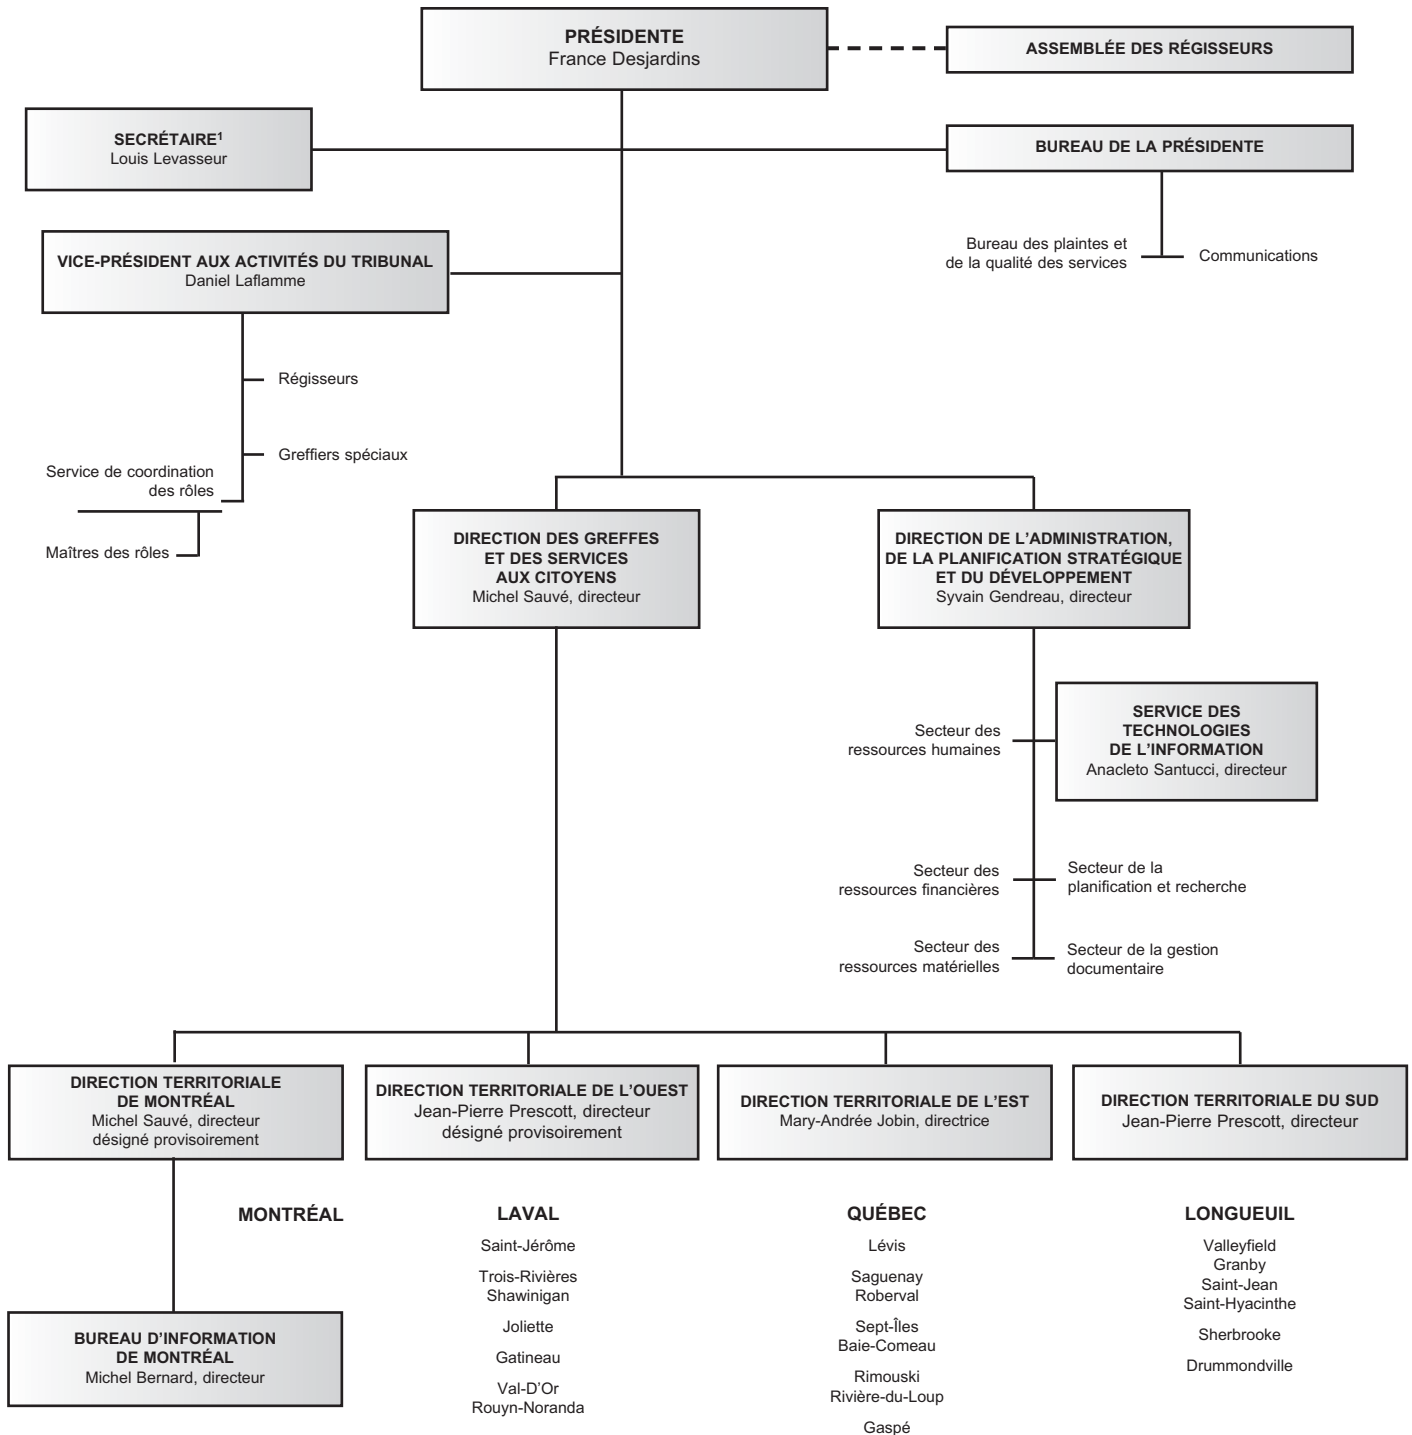 PRÉSIDENTE
France Desjardins
ASSEMBLÉE DES RÉGISSEURS
SECRÉTAIRE¹
Louis Levasseur
BUREAU DE LA PRÉSIDENTE
Bureau des plaintes et
de la qualité des services
Communications
VICE-PRÉSIDENT AUX ACTIVITÉS DU TRIBUNAL
Daniel Laflamme
Régisseurs
Greffiers spéciaux
Service de coordination
des rôles
Maîtres des rôles
DIRECTION DES GREFFES
ET DES SERVICES
AUX CITOYENS
Michel Sauvé, directeur
DIRECTION DE L'ADMINISTRATION,
DE LA PLANIFICATION STRATÉGIQUE
ET DU DÉVELOPPEMENT
Syvain Gendreau, directeur
Secteur des
ressources humaines
SERVICE DES
TECHNOLOGIES
DE L'INFORMATION
Anacleto Santucci, directeur
Secteur des
ressources financières
Secteur de la
planification et recherche
Secteur des
ressources matérielles
Secteur de la gestion
documentaire
DIRECTION TERRITORIALE
DE MONTRÉAL
Michel Sauvé, directeur
désigné provisoirement
DIRECTION TERRITORIALE DE L'OUEST
Jean-Pierre Prescott, directeur
désigné provisoirement
DIRECTION TERRITORIALE DE L'EST
Mary-Andrée Jobin, directrice
DIRECTION TERRITORIALE DU SUD
Jean-Pierre Prescott, directeur
MONTRÉAL
BUREAU D'INFORMATION
DE MONTRÉAL
Michel Bernard, directeur
LAVAL
Saint-Jérôme
Trois-Rivières
Shawinigan
Joliette
Gatineau
Val-D'Or
Rouyn-Noranda
QUÉBEC
Lévis
Saguenay
Roberval
Sept-Îles
Baie-Comeau
Rimouski
Rivière-du-Loup
Gaspé
LONGUEUIL
Valleyfield
Granby
Saint-Jean
Saint-Hyacinthe
Sherbrooke
Drummondville